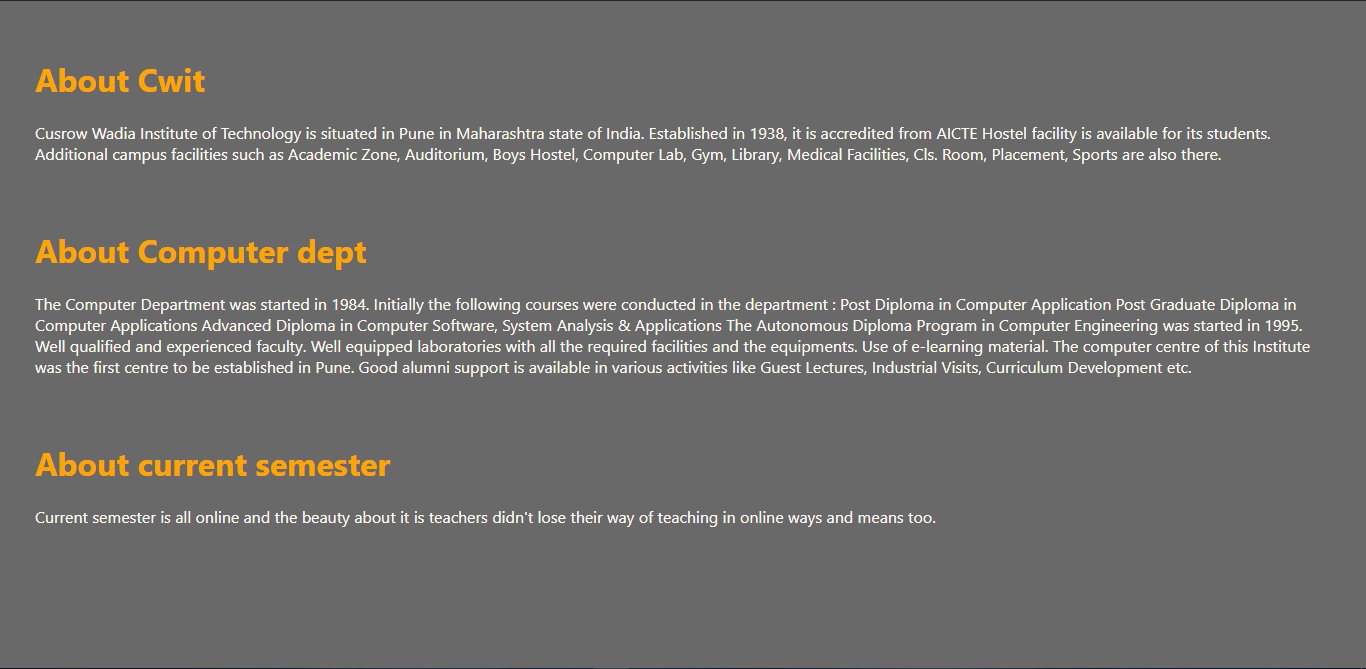 About Cwit
Cusrow Wadia Institute of Technology is situated in Pune in Maharashtra state of India. Established in 1938, it is accredited from AICTE Hostel facility is available for its students.
Additional campus facilities such as Academic Zone, Auditorium, Boys Hostel, Computer Lab, Gym, Library, Medical Facilities, Cls. Room, Placement, Sports are also there.
About Computer dept
The Computer Department was started in 1984. Initially the following courses were conducted in the department : Post Diploma in Computer Application Post Graduate Diploma in
Computer Applications Advanced Diploma in Computer Software, System Analysis & Applications The Autonomous Diploma Program in Computer Engineering was started in 1995.
Well qualified and experienced faculty. Well equipped laboratories with all the required facilities and the equipments. Use of e-learning material. The computer centre of this Institute
was the first centre to be established in Pune. Good alumni support is available in various activities like Guest Lectures, Industrial Visits, Curriculum Development etc.
About current semester
Current semester is all online and the beauty about it is teachers didn't lose their way of teaching in online ways and means too.